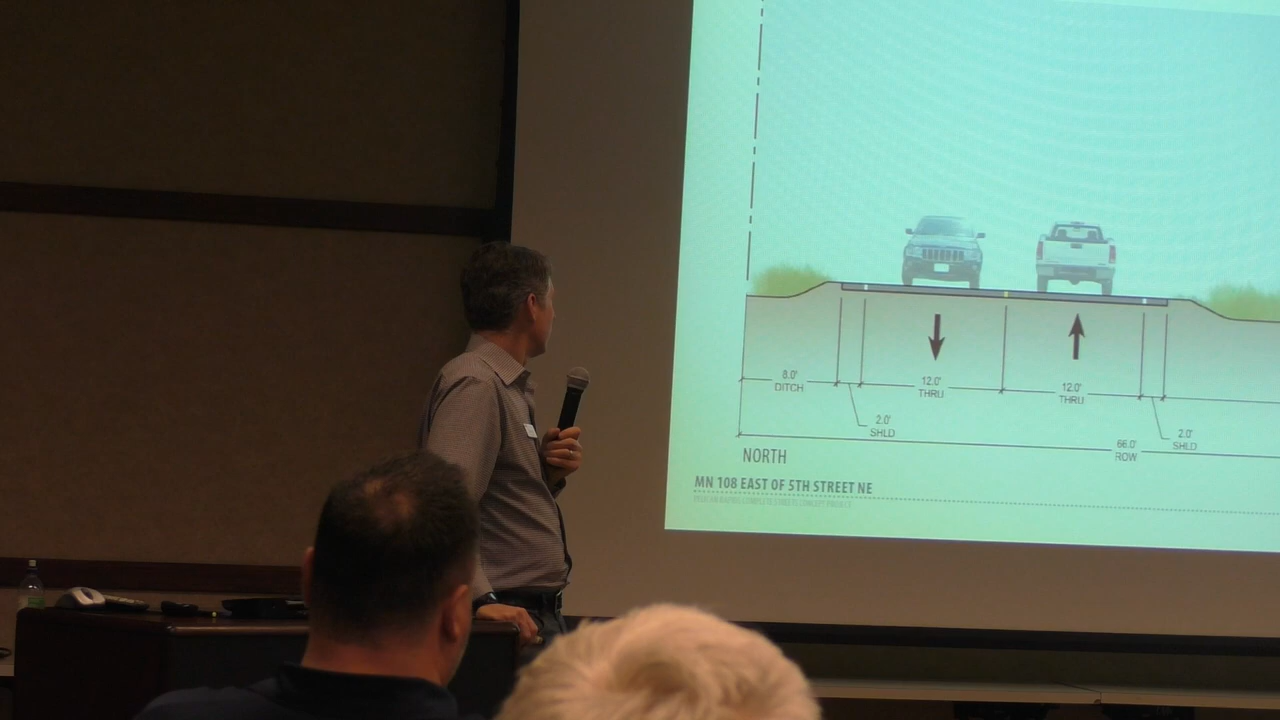 8.0'
DITCH
12.0'
THRU
12.0'
THRU
2.0'
SHLD
2.0'
SHLD
66.0'
ROW
NORTH
MN 108 EAST OF 5TH STREET NE